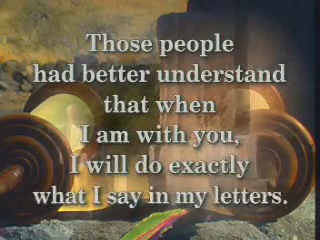 Those people
had better understand
that when
I am with you,
I will do exactly
what I say in my letters.